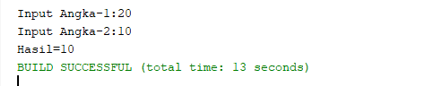 Input Angka-1:20
Input Angka-2:10
Hasil=10
BUILD SUCCESSFUL (total time: 13 seconds)